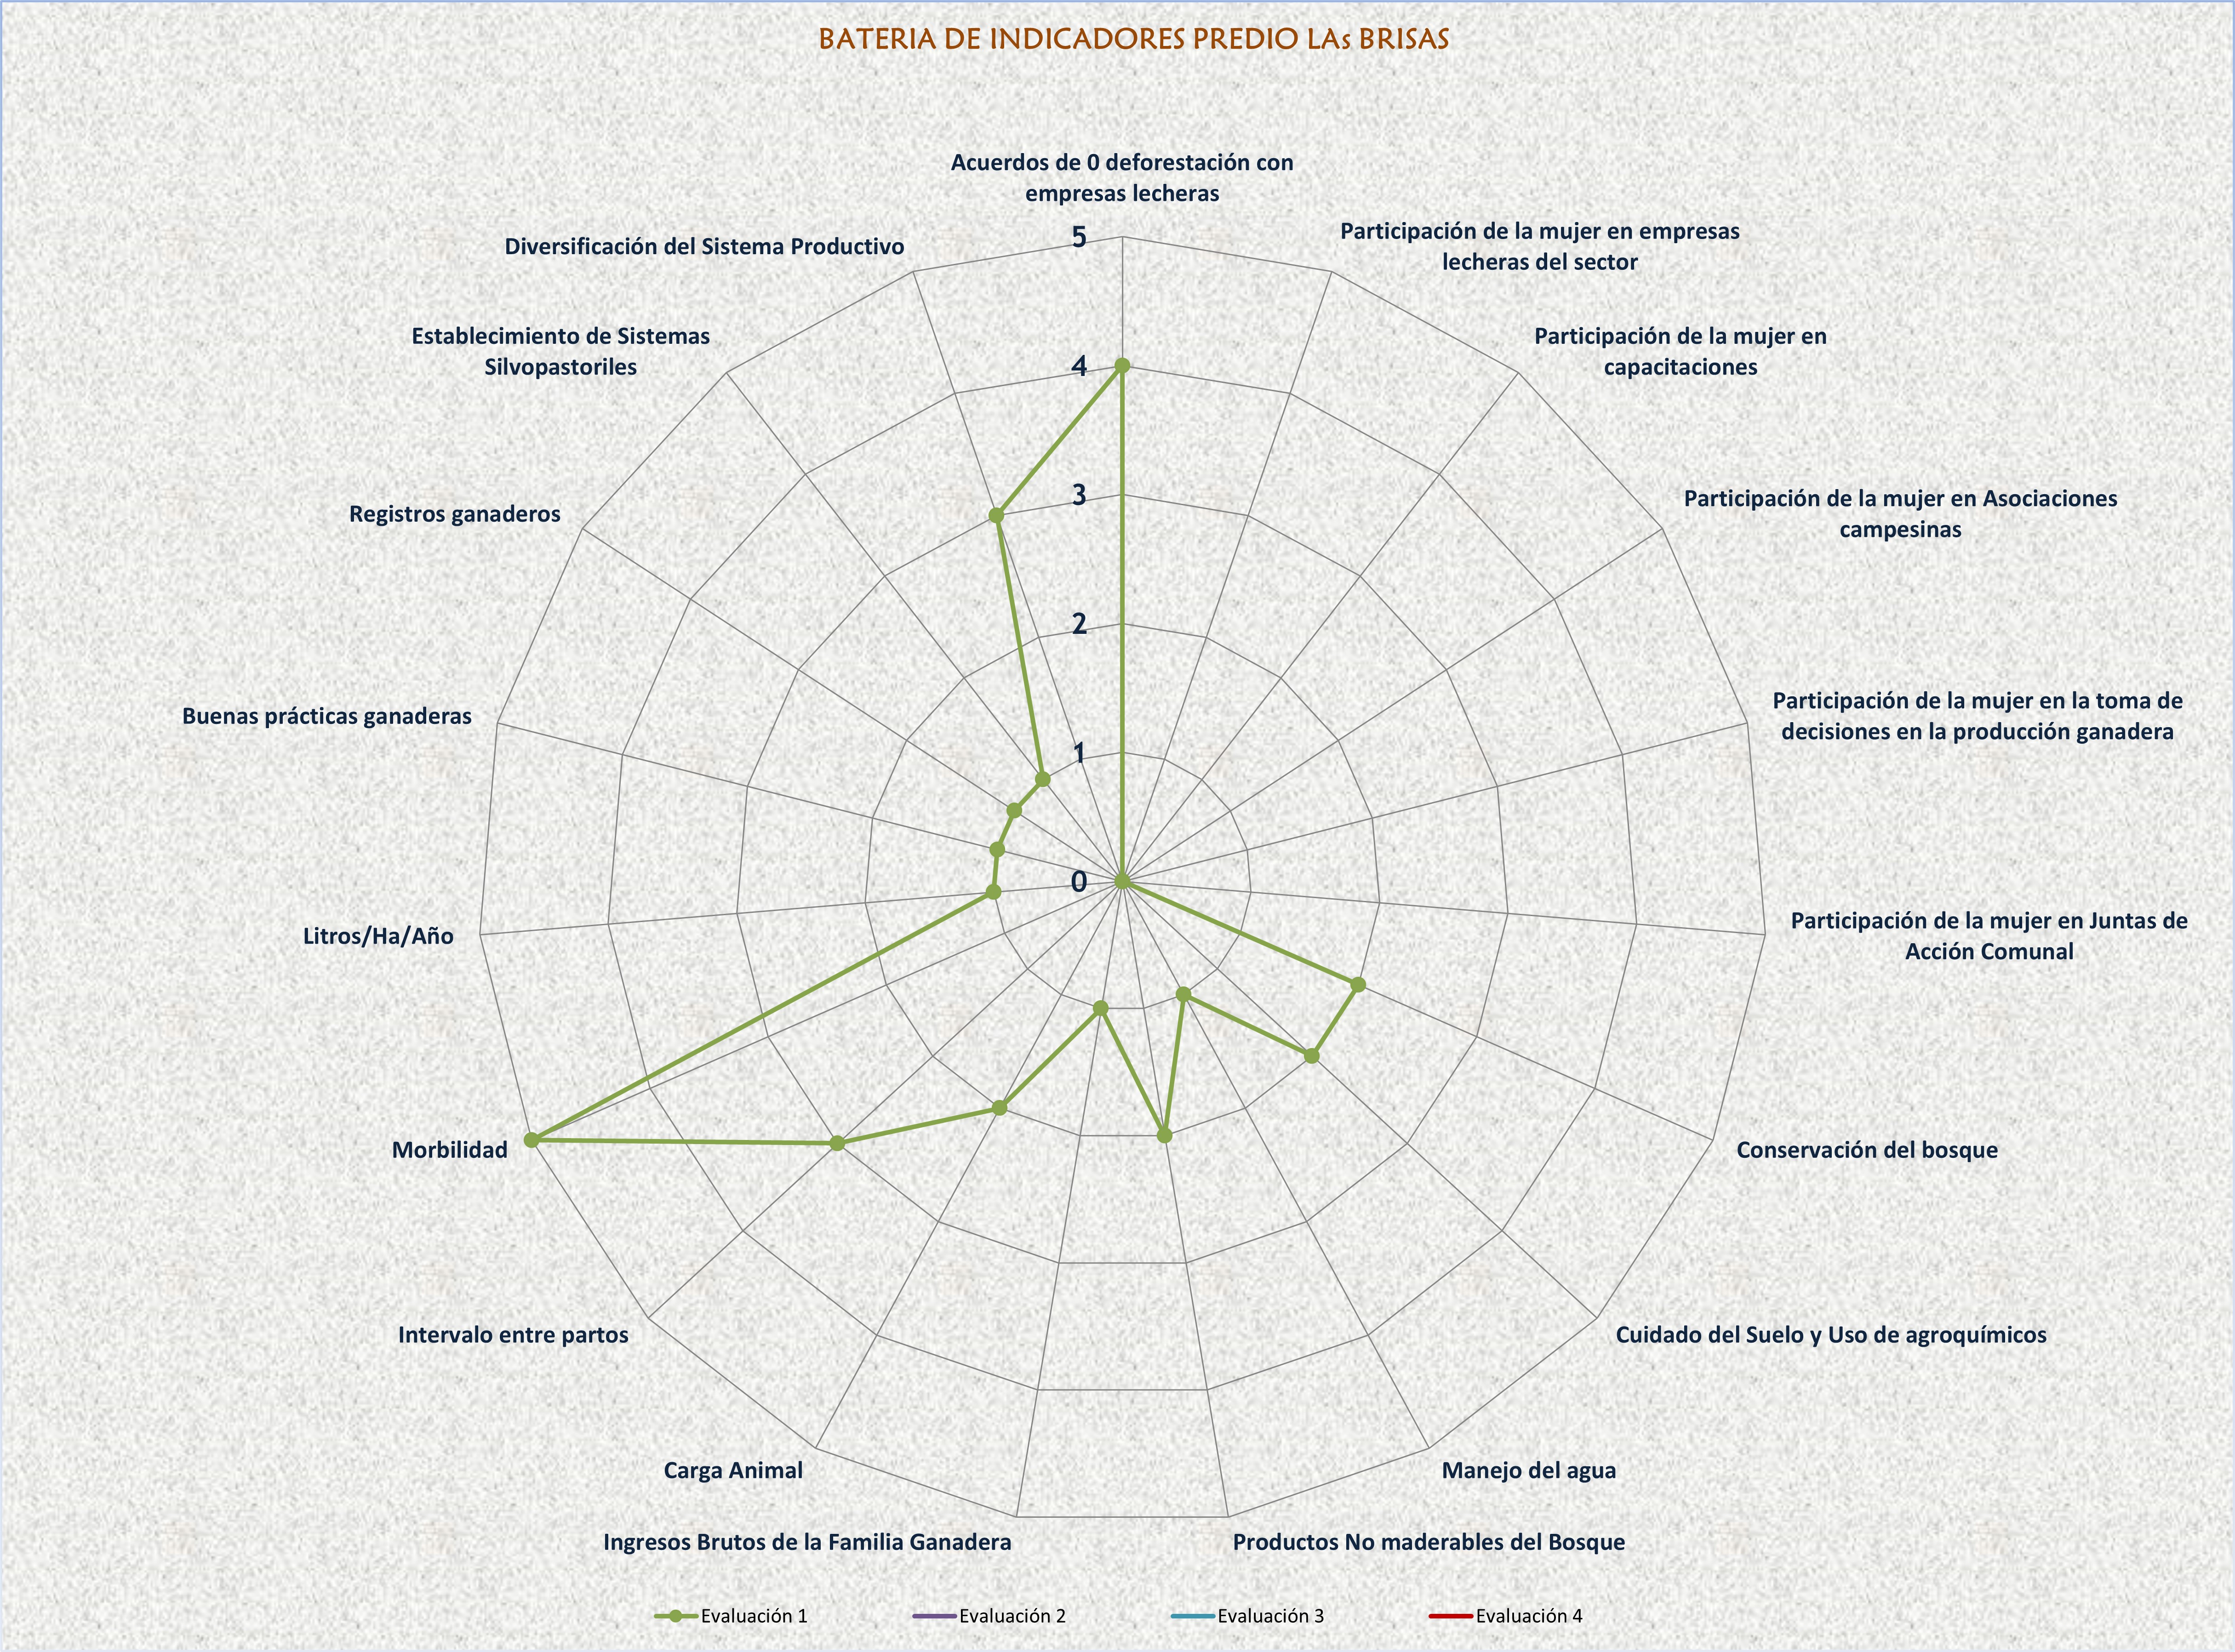 BATERIA DE INDICADORES PREDIO LAs BRISAS
Acuerdos de 0 deforestación con
empresas lecheras
Participación de la mujer en empresas
lecheras del sector
Participación de la mujer en
capacitaciones
Participación de la mujer en Asociaciones
campesinas
Participación de la mujer en la toma de
decisiones en la producción ganadera
Participación de la mujer en Juntas de
Acción Comunal
Conservación del bosque
Cuidado del Suelo y Uso de agroquímicos
Manejo del agua
Productos No maderables del Bosque
Ingresos Brutos de la Familia Ganadera
Carga Animal
Intervalo entre partos
Morbilidad
Litros/Ha/Año
Buenas prácticas ganaderas
Registros ganaderos
Establecimiento de Sistemas
Silvopastoriles
Diversificación del Sistema Productivo
5
4
3
2
1
0
Evaluación 1
Evaluación 2
Evaluación 3
Evaluación 4